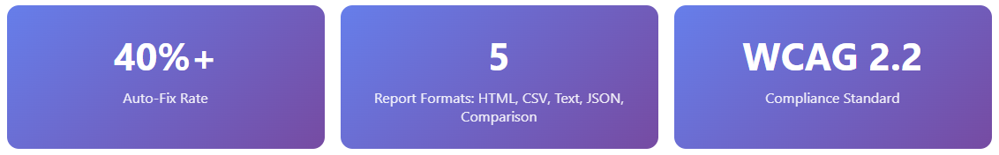 40%+
Auto-Fix Rate
5
Report Formats: HTML, CSV, Text, JSON,
Comparison
WCAG 2.2
Compliance Standard